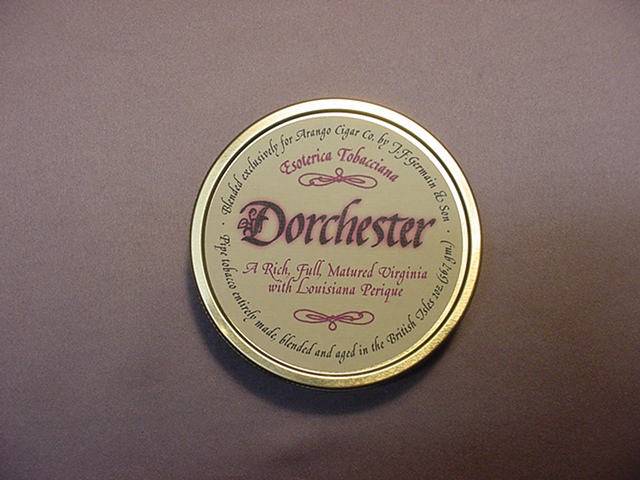 Blended exclusively for Arango Cigar Co. by J.F. Germain & Son
Esoterica Tobacciana
Dorchester
A Rich, Full, Matured Virginia
with Louisiana Perique
Pipe tobacco entirely made, blended and aged in the British Isles 2oz (56.7 gm.)